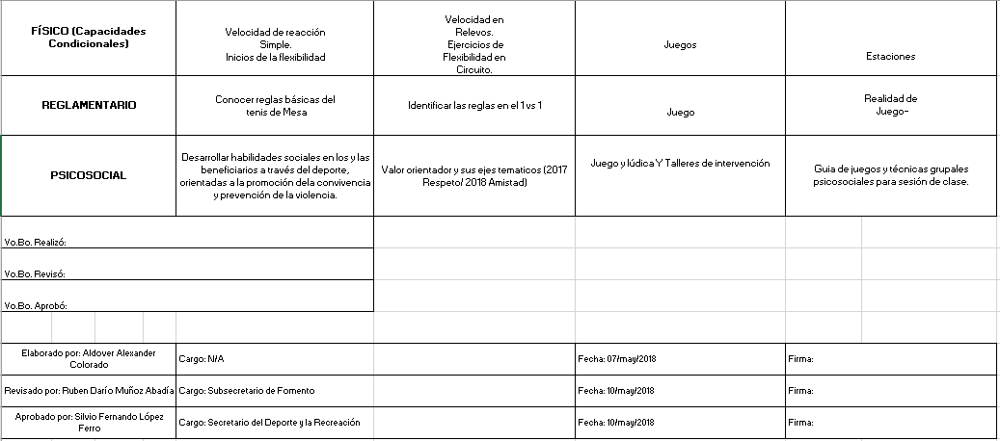 FÍSICO (Capacidades
Condicionales)
Velocidad de reacción
Simple.
Inicios de la flexibilidad
Velocidad en
Relevos.
Ejercicios de
Flexibilidad en
Circuito.
Juegos
Estaciones
REGLAMENTARIO
Conocer reglas básicas del
tenis de Mesa
Identificar las reglas en el 1 vs 1
Juego
Realidad de
Juego-
PSICOSOCIAL
Desarrollar habilidades sociales en los y las
beneficiarios a través del deporte,
orientadas a la promoción dela convivencia
y prevención de la violencia.
Valor orientador y sus ejes tematicos (2017
Respeto/ 2018 Amistad)
Juego y lúdica Y Talleres de intervención
Guia de juegos y técnicas grupales
psicosociales para sesión de clase.
Vo.Bo. Realizó:
Vo.Bo. Revisó:
Vo.Bo. Aprobó:
Elaborado por: Aldover Alexander
Colorado
Cargo: N/A
Fecha: 07/may/2018
Firma:
Revisado por: Ruben Darío Muñoz Abadía
Cargo: Subsecretario de Fomento
Fecha: 10/may/2018
Firma:
Aprobado por: Silvio Fernando López
Ferro
Cargo: Secretario del Deporte y la Recreación
Fecha: 10/may/2018
Firma: